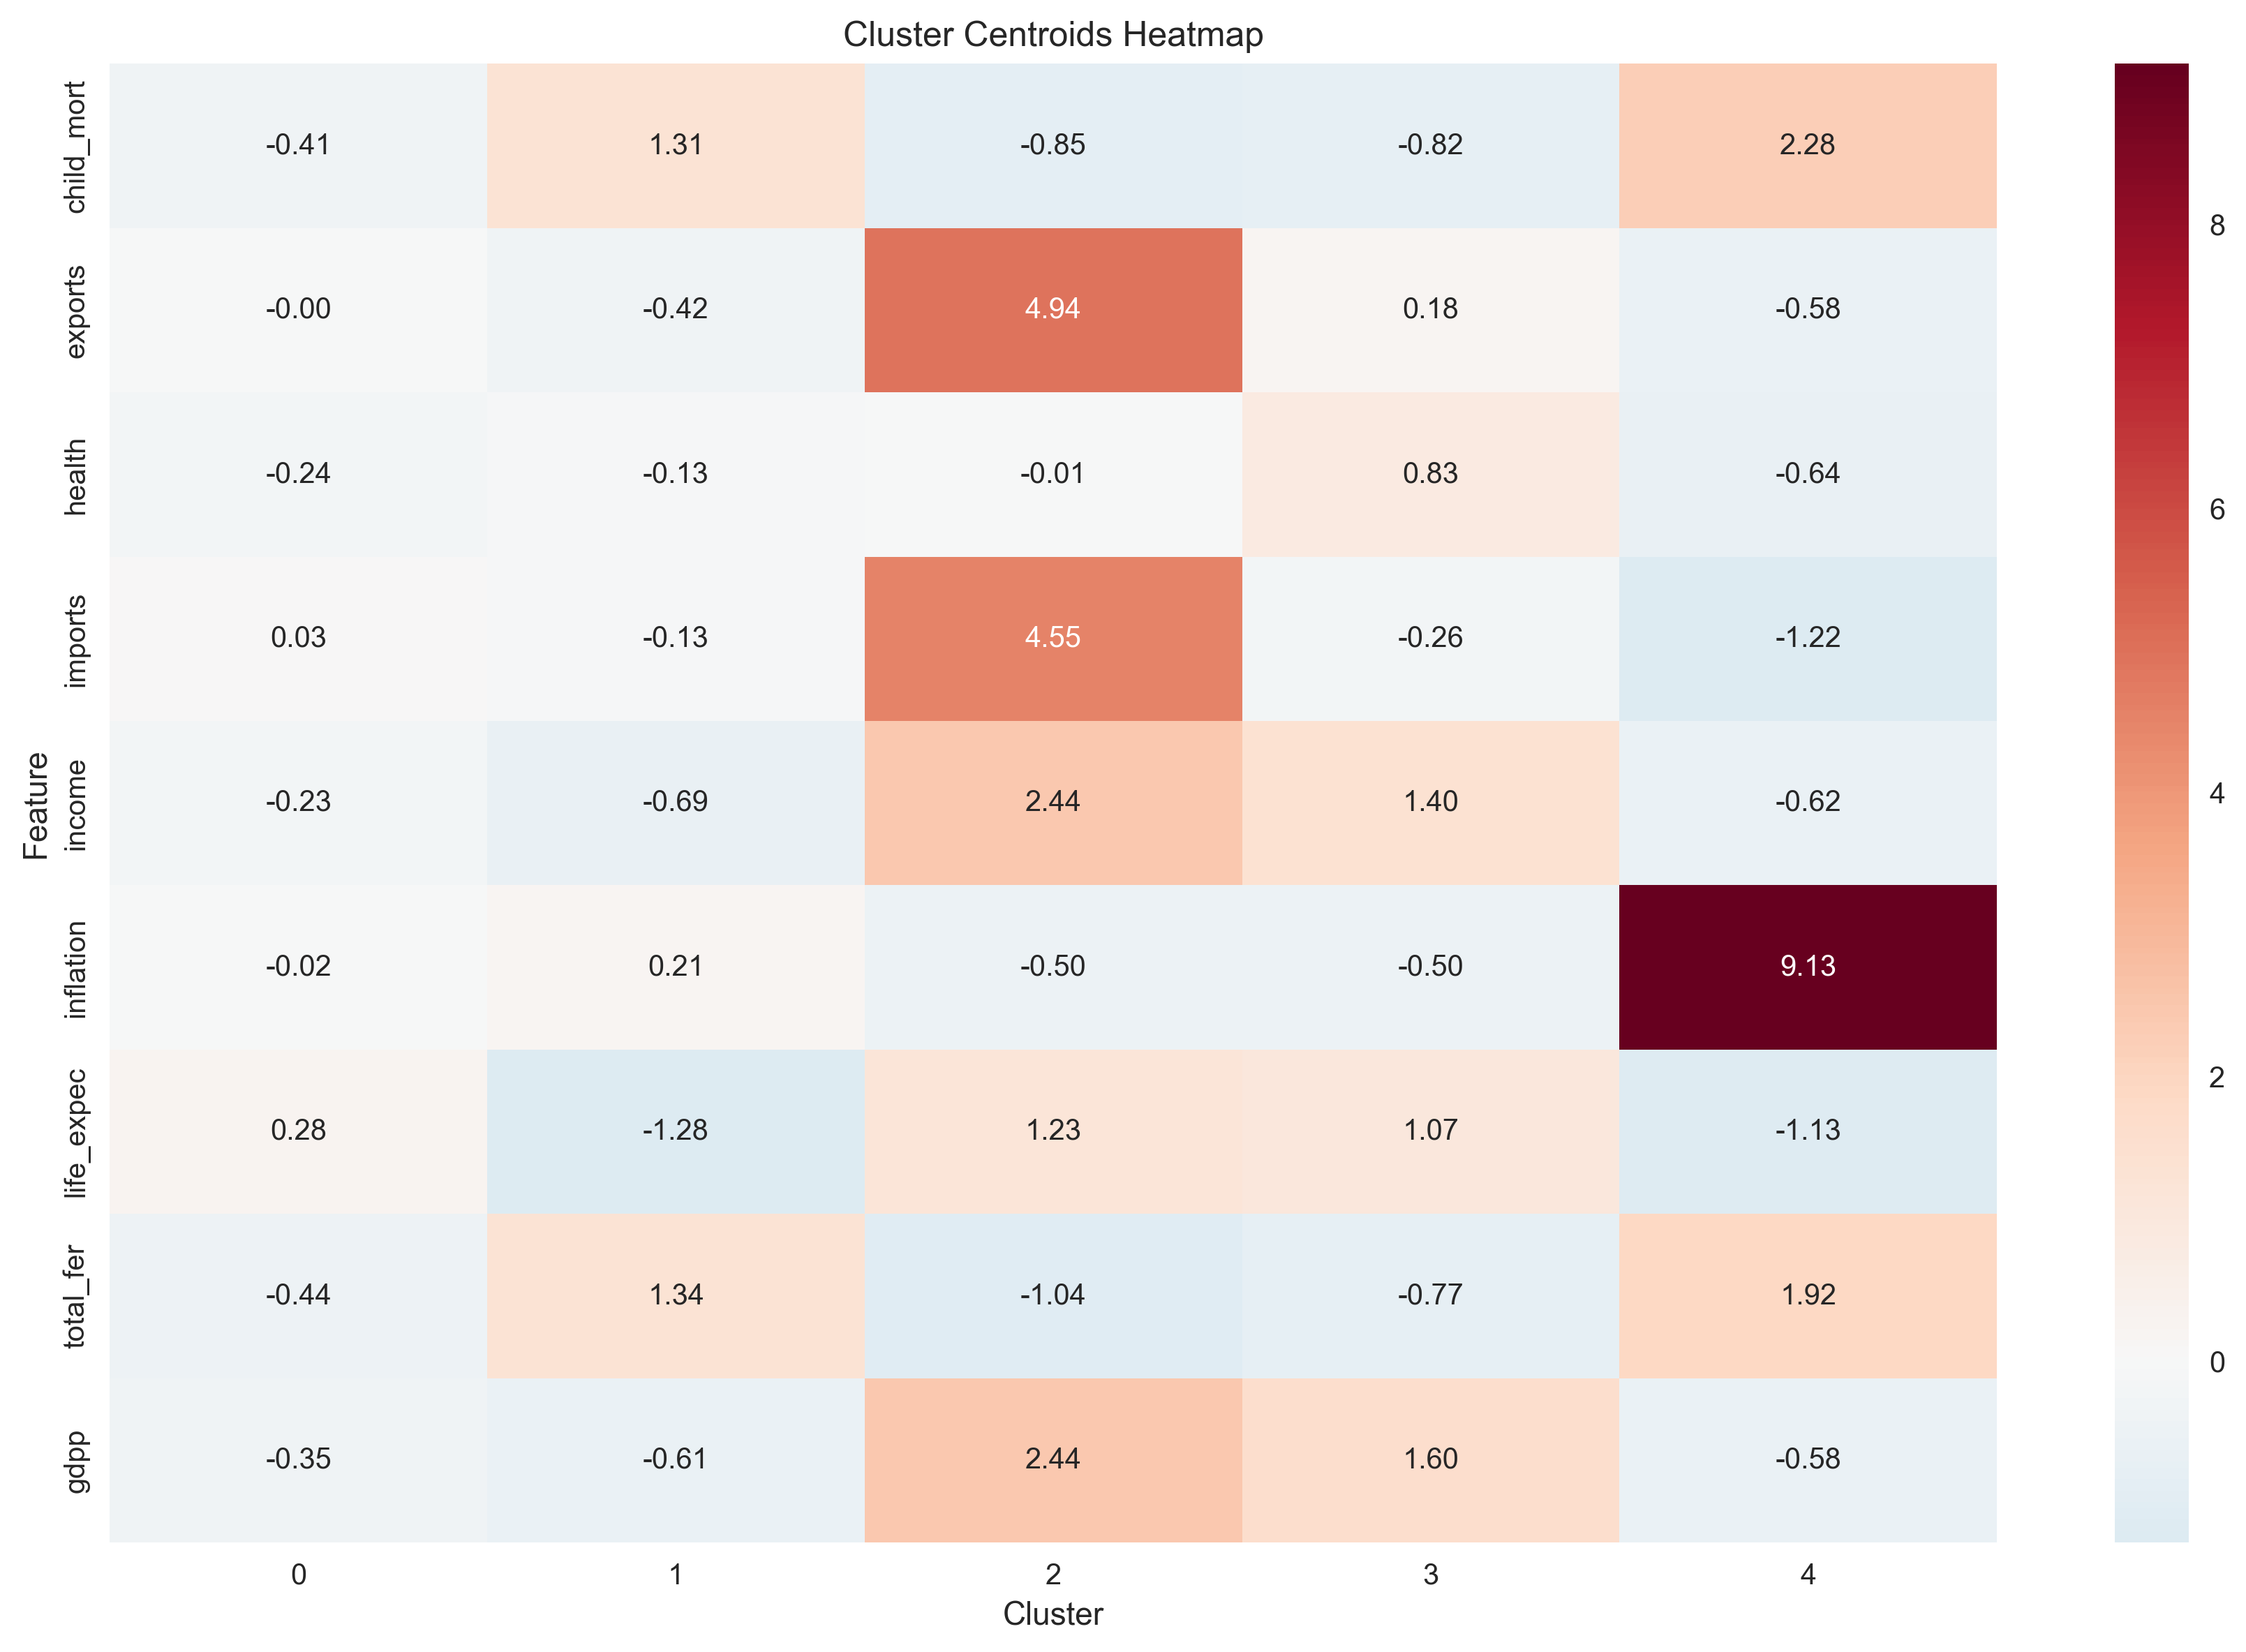 Cluster Centroids Heatmap
child_mort -0.41 1.31 -0.85 -0.82 2.28
exports -0.00 -0.42 4.94 0.18 -0.58
health -0.24 -0.13 -0.01 0.83 -0.64
imports 0.03 -0.13 4.55 -0.26 -1.22
income -0.23 -0.69 2.44 1.40 -0.62
inflation -0.02 0.21 -0.50 -0.50 9.13
life_expec 0.28 -1.28 1.23 1.07 -1.13
total_fer -0.44 1.34 -1.04 -0.77 1.92
gdpp -0.35 -0.61 2.44 1.60 -0.58
0 1 2 3 4
Cluster
Feature
8
6
4
2
0